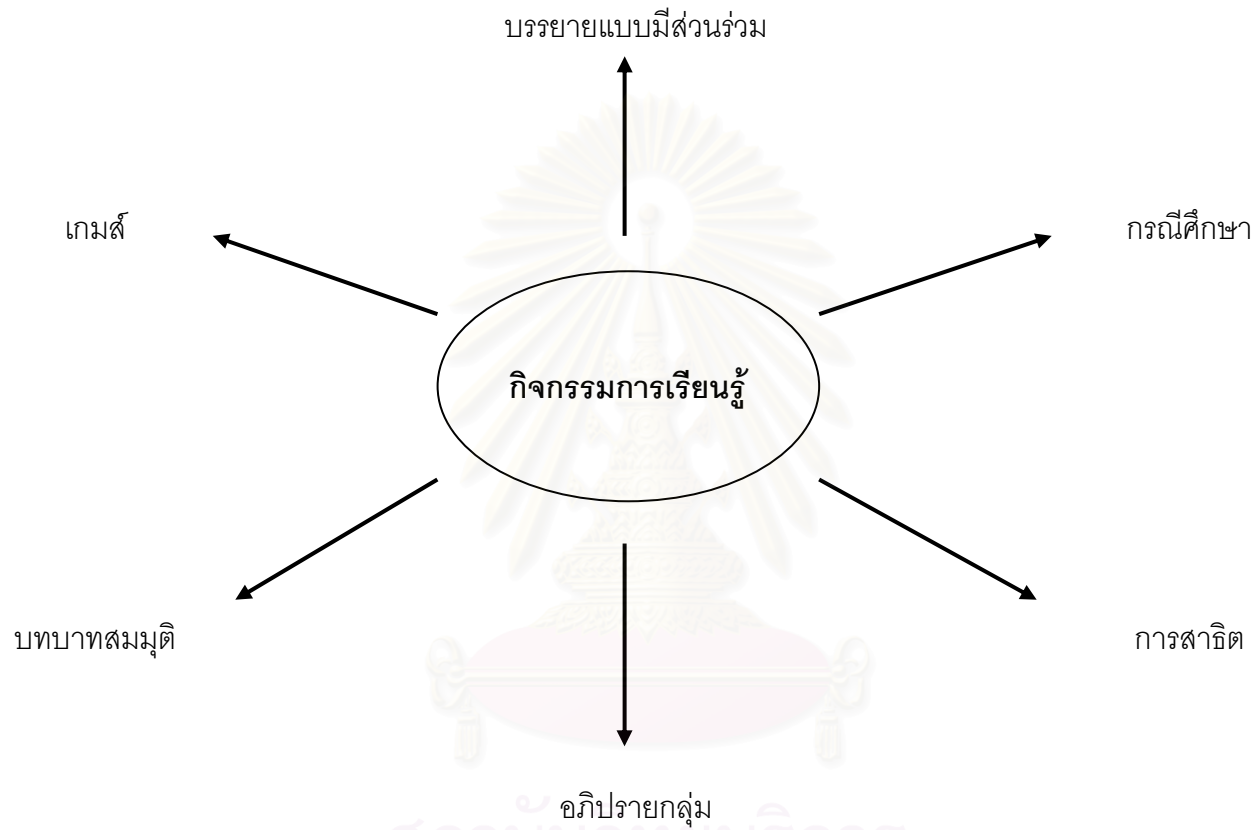 บรรยายแบบมีส่วนร่วม
เกมส์
กรณีศึกษา
กิจกรรมการเรียนรู้
บทบาทสมมุติ
การสาธิต
อภิปรายกลุ่ม